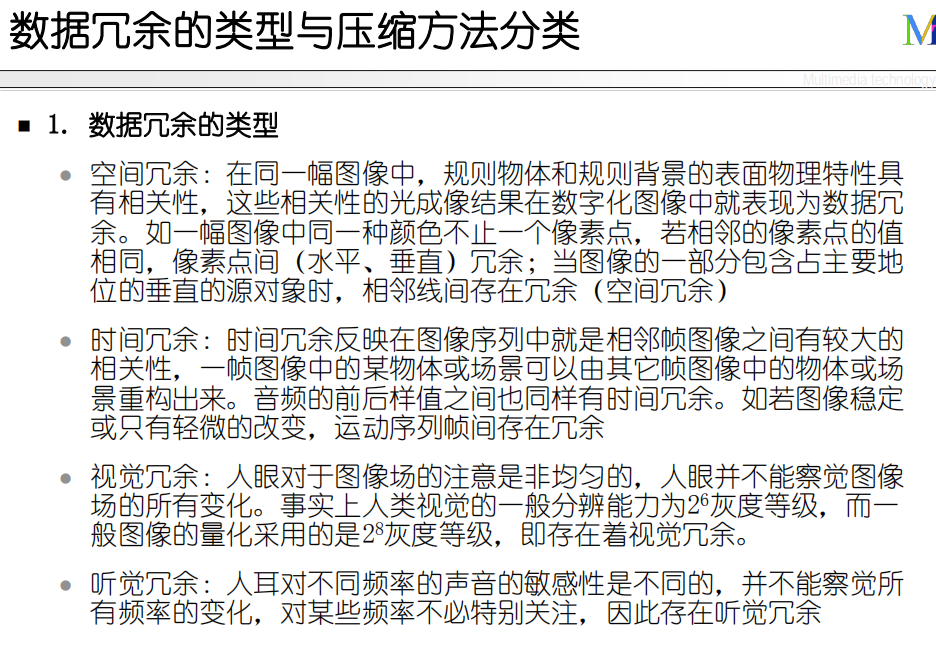 数据冗余的类型与压缩方法分类
M
Multimedia technology
1. 数据冗余的类型
空间冗余：在同一幅图像中，规则物体和规则背景的表面物理特性具
有相关性，这些相关性的光成像结果在数字化图像中就表现为数据冗
余。如一幅图像中同一种颜色不止一个像素点，若相邻的像素点的值
相同，像素点间（水平、垂直）冗余；当图像的一部分包含占主要地
位的垂直的源对象时，相邻线间存在冗余（空间冗余）
时间冗余：时间冗余反映在图像序列中就是相邻帧图像之间有较大的
相关性，一帧图像中的某物体或场景可以由其它帧图像中的物体或场
景重构出来。音频的前后样值之间也同样有时间冗余。如若图像稳定
或只有轻微的改变，运动序列帧间存在冗余
视觉冗余：人眼对于图像场的注意是非均匀的，人眼并不能察觉图像
场的所有变化。事实上人类视觉的一般分辨能力为2⁶灰度等级，而一
般图像的量化采用的是2⁸灰度等级，即存在着视觉冗余。
听觉冗余：人耳对不同频率的声音的敏感性是不同的，并不能察觉所
有频率的变化，对某些频率不必特别关注，因此存在听觉冗余